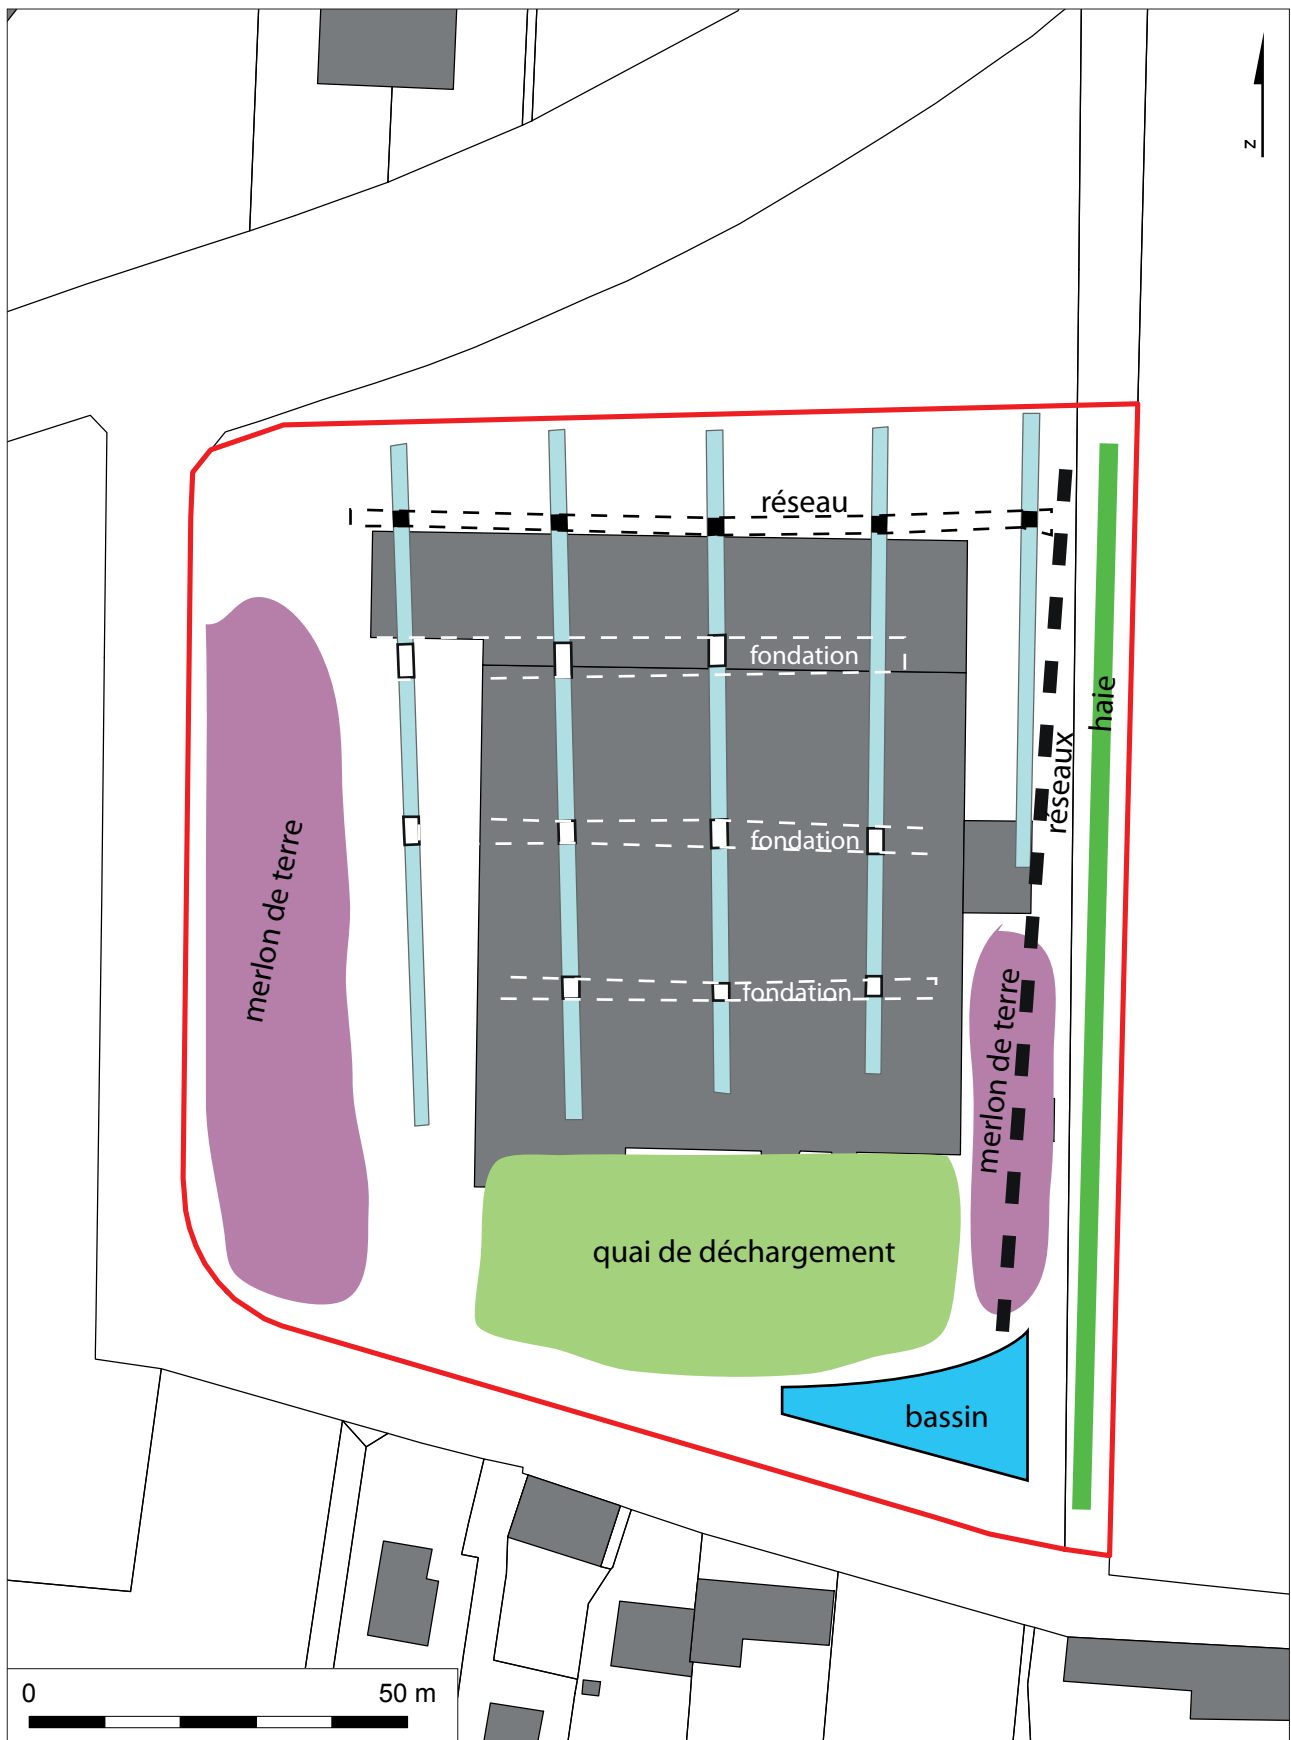 z
réseau
fondation
haie
réseaux
fondation
merlon de terre
fondation
merlon de terre
quai de déchargement
bassin
0 50 m